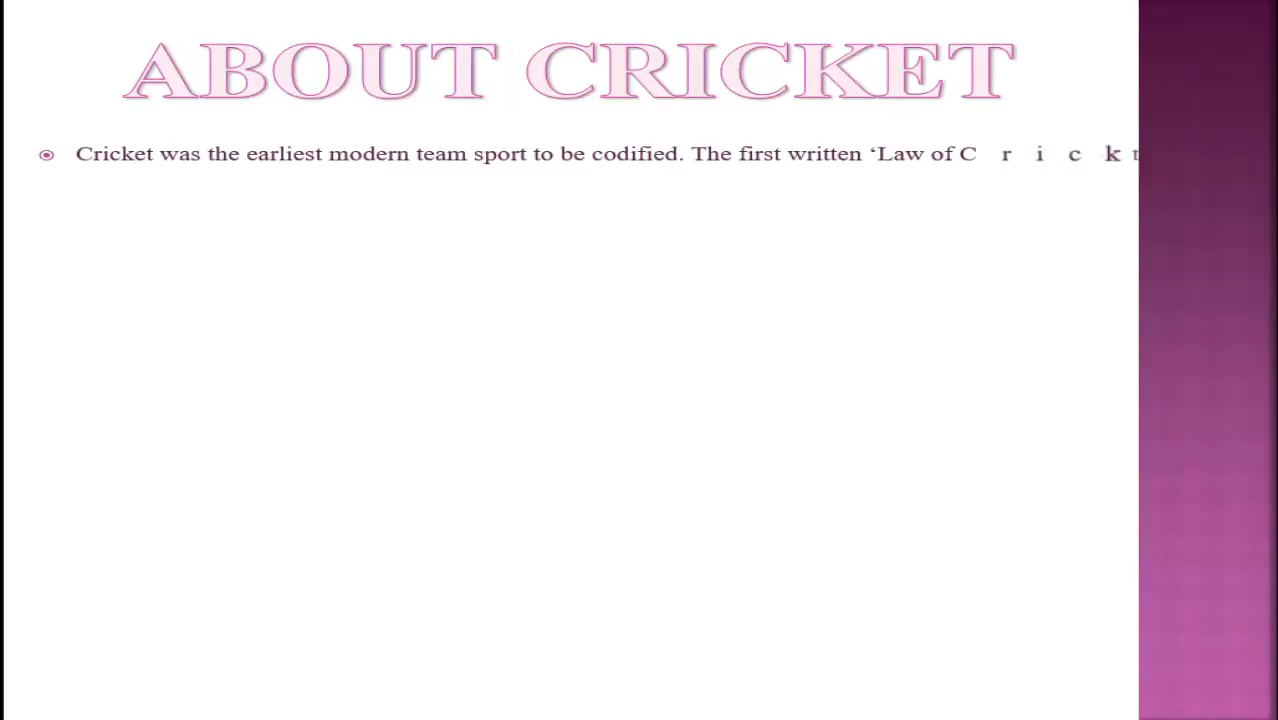 ABOUT CRICKET
Cricket was the earliest modern team sport to be codified. The first written ‘Law of C r i c k t